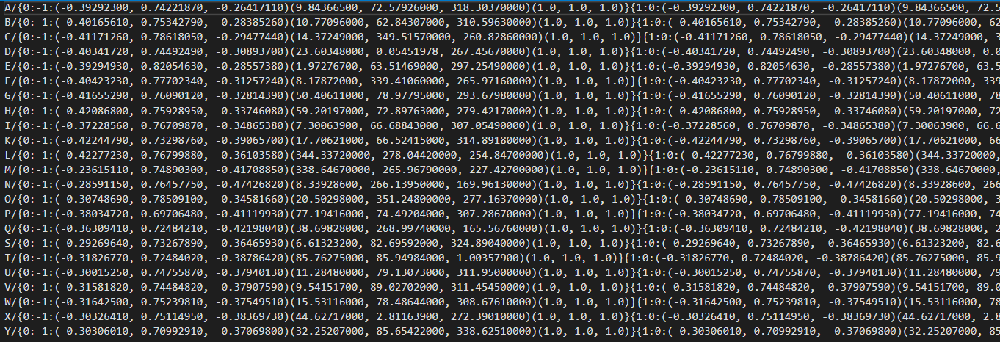 A/{0:-1:(-0.39292300, 0.74221870, -0.26417110)(9.84366500, 72.57926000, 318.30370000)(1.0, 1.0, 1.0)}{1:0:(-0.39292300, 0.74221870, -0.26417110)(9.84366500, 72.5
B/{0:-1:(-0.40165610, 0.75342790, -0.28385260)(10.77096000, 62.84307000, 310.59630000)(1.0, 1.0, 1.0)}{1:0:(-0.40165610, 0.75342790, -0.28385260)(10.77096000, 62
C/{0:-1:(-0.41171260, 0.78618050, -0.29477440)(14.37249000, 349.51570000, 260.82860000)(1.0, 1.0, 1.0)}{1:0:(-0.41171260, 0.78618050, -0.29477440)(14.37249000, 3
D/{0:-1:(-0.40341720, 0.74492490, -0.30893700)(23.60348000, 0.05451978, 267.45670000)(1.0, 1.0, 1.0)}{1:0:(-0.40341720, 0.74492490, -0.30893700)(23.60348000, 0.0
E/{0:-1:(-0.39294930, 0.82054630, -0.28557380)(1.97276700, 63.51469000, 297.25490000)(1.0, 1.0, 1.0)}{1:0:(-0.39294930, 0.82054630, -0.28557380)(1.97276700, 63.5
F/{0:-1:(-0.40423230, 0.77702340, -0.31257240)(8.17872000, 339.41060000, 265.97160000)(1.0, 1.0, 1.0)}{1:0:(-0.40423230, 0.77702340, -0.31257240)(8.17872000, 339
G/{0:-1:(-0.41655290, 0.76090120, -0.32814390)(50.40611000, 78.97795000, 293.67980000)(1.0, 1.0, 1.0)}{1:0:(-0.41655290, 0.76090120, -0.32814390)(50.40611000, 78
H/{0:-1:(-0.42086800, 0.75928950, -0.33746080)(59.20197000, 72.89763000, 279.42170000)(1.0, 1.0, 1.0)}{1:0:(-0.42086800, 0.75928950, -0.33746080)(59.20197000, 72
I/{0:-1:(-0.37228560, 0.76709870, -0.34865380)(7.30063900, 66.68843000, 307.05490000)(1.0, 1.0, 1.0)}{1:0:(-0.37228560, 0.76709870, -0.34865380)(7.30063900, 66.6
K/{0:-1:(-0.42244790, 0.73298760, -0.39065700)(17.70621000, 66.52415000, 314.89180000)(1.0, 1.0, 1.0)}{1:0:(-0.42244790, 0.73298760, -0.39065700)(17.70621000, 66
L/{0:-1:(-0.42277230, 0.76799880, -0.36103580)(344.33720000, 278.04420000, 254.84700000)(1.0, 1.0, 1.0)}{1:0:(-0.42277230, 0.76799880, -0.36103580)(344.33720000,
M/{0:-1:(-0.23615110, 0.74890300, -0.41708850)(338.64670000, 265.96790000, 227.42700000)(1.0, 1.0, 1.0)}{1:0:(-0.23615110, 0.74890300, -0.41708850)(338.64670000,
N/{0:-1:(-0.28591150, 0.76457750, -0.47426820)(8.33928600, 266.13950000, 169.96130000)(1.0, 1.0, 1.0)}{1:0:(-0.28591150, 0.76457750, -0.47426820)(8.33928600, 266
O/{0:-1:(-0.30748690, 0.78509100, -0.34581660)(20.50298000, 351.24800000, 277.16370000)(1.0, 1.0, 1.0)}{1:0:(-0.30748690, 0.78509100, -0.34581660)(20.50298000, 3
P/{0:-1:(-0.38034720, 0.69706480, -0.41119930)(77.19416000, 74.49204000, 307.28670000)(1.0, 1.0, 1.0)}{1:0:(-0.38034720, 0.69706480, -0.41119930)(77.19416000, 74
Q/{0:-1:(-0.36309410, 0.72484210, -0.42198040)(38.69828000, 268.99740000, 165.56760000)(1.0, 1.0, 1.0)}{1:0:(-0.36309410, 0.72484210, -0.42198040)(38.69828000, 2
S/{0:-1:(-0.29269640, 0.73267890, -0.36465930)(6.61323200, 82.69592000, 324.89040000)(1.0, 1.0, 1.0)}{1:0:(-0.29269640, 0.73267890, -0.36465930)(6.61323200, 82.6
T/{0:-1:(-0.31826770, 0.72484020, -0.38786420)(85.76275000, 85.94984000, 1.00357900)(1.0, 1.0, 1.0)}{1:0:(-0.31826770, 0.72484020, -0.38786420)(85.76275000, 85.9
U/{0:-1:(-0.30015250, 0.74755870, -0.37940130)(11.28480000, 79.13073000, 311.95000000)(1.0, 1.0, 1.0)}{1:0:(-0.30015250, 0.74755870, -0.37940130)(11.28480000, 79
V/{0:-1:(-0.31581820, 0.74484820, -0.37907590)(9.54151700, 89.02702000, 311.45450000)(1.0, 1.0, 1.0)}{1:0:(-0.31581820, 0.74484820, -0.37907590)(9.54151700, 89.0
W/{0:-1:(-0.31642500, 0.75239810, -0.37549510)(15.53116000, 78.48644000, 308.67610000)(1.0, 1.0, 1.0)}{1:0:(-0.31642500, 0.75239810, -0.37549510)(15.53116000, 78
X/{0:-1:(-0.30326410, 0.75114950, -0.38369730)(44.62717000, 2.81163900, 272.39010000)(1.0, 1.0, 1.0)}{1:0:(-0.30326410, 0.75114950, -0.38369730)(44.62717000, 2.8
Y/{0:-1:(-0.30306010, 0.70992910, -0.37069800)(32.25207000, 85.65422000, 338.62510000)(1.0, 1.0, 1.0)}{1:0:(-0.30306010, 0.70992910, -0.37069800)(32.25207000, 85